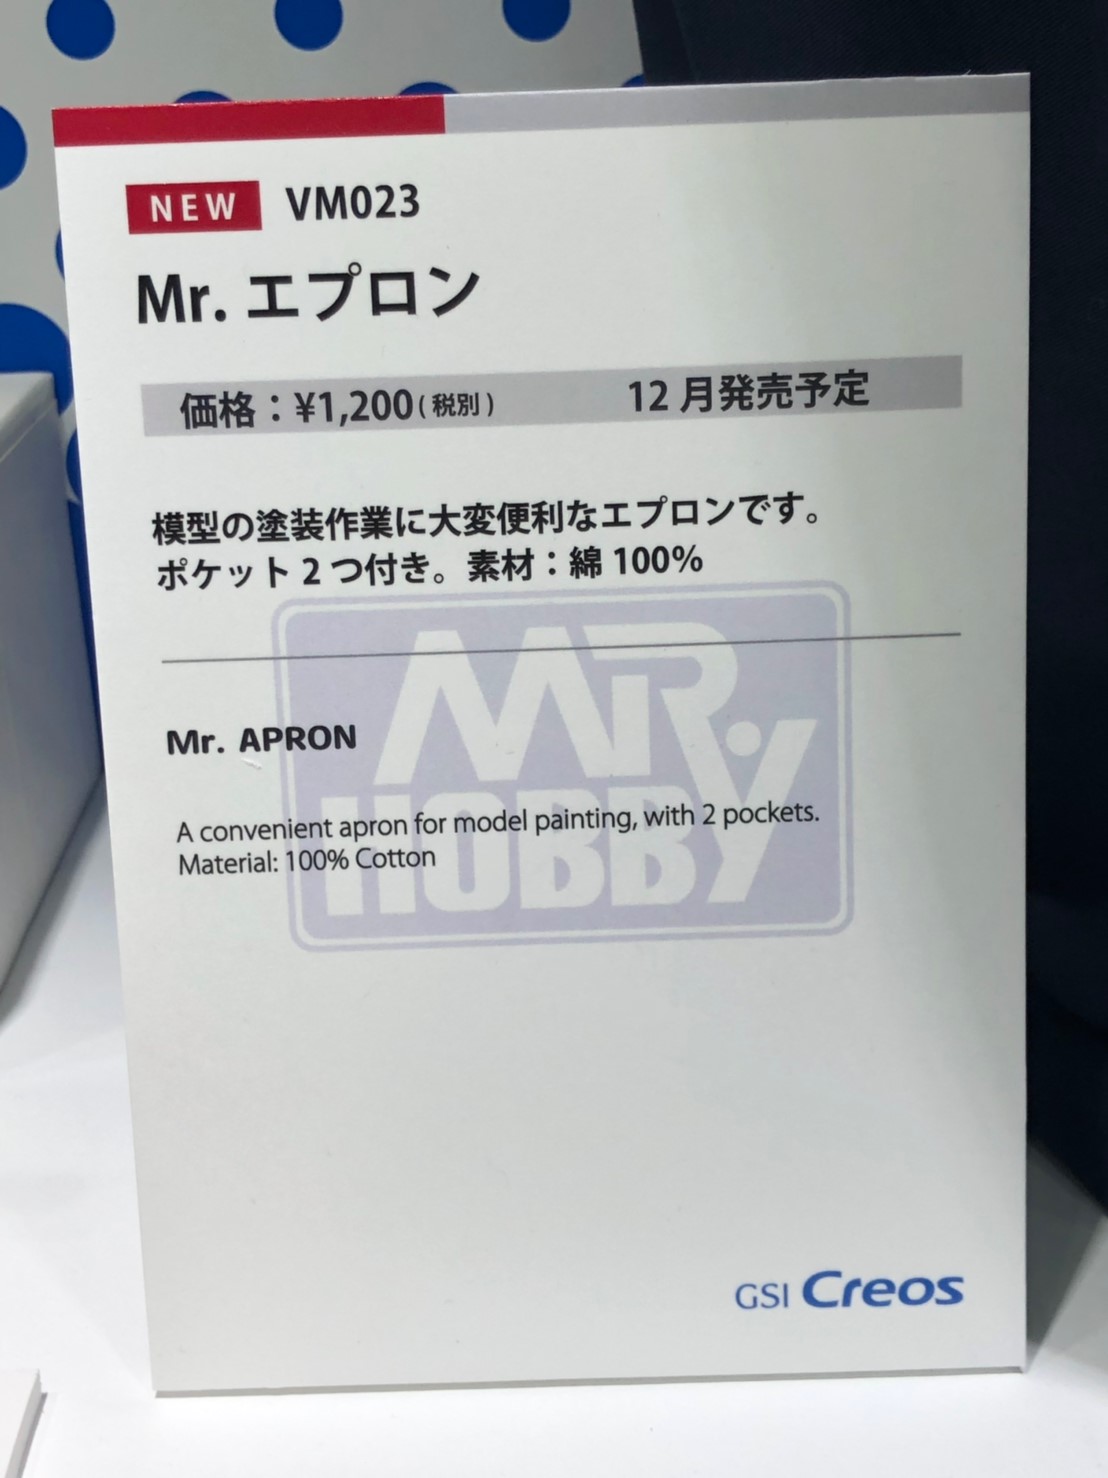 NEW VM023
Mr. エプロン
価格：¥1,200(税別) 12月発売予定
模型の塗装作業に大変便利なエプロンです。
ポケット2つ付き。素材：綿100%
Mr. APRON
A convenient apron for model painting, with 2 pockets.
Material: 100% Cotton
MR.
HOBBY
GSI Creos